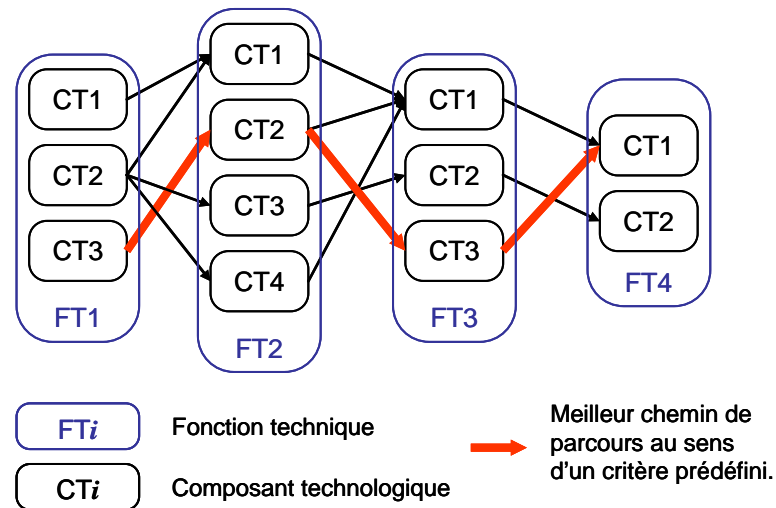 CT1
CT2
CT3
FT1
CT1
CT2
CT3
CT4
FT2
CT1
CT2
CT3
FT3
CT1
CT2
FT4
FTi
Fonction technique
CTi
Composant technologique
Meilleur chemin de
parcours au sens
d'un critère prédéfini.